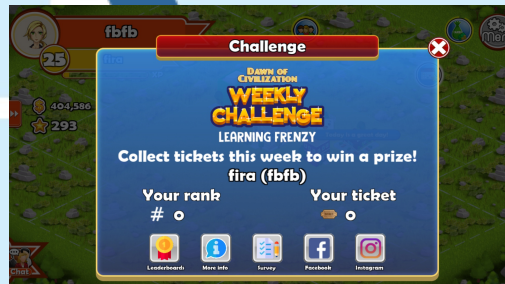 fbfb
Challenge
25
DAWN OF
CIVILIZATION
WEEKLY
CHALLENGE
LEARNING FRENZY
404,586
293
Collect tickets this week to win a prize!
fira (fbfb)
Your rank
Your ticket
# 0
0
Leaderboards
More info
Survey
Facebook
Instagram
Chat